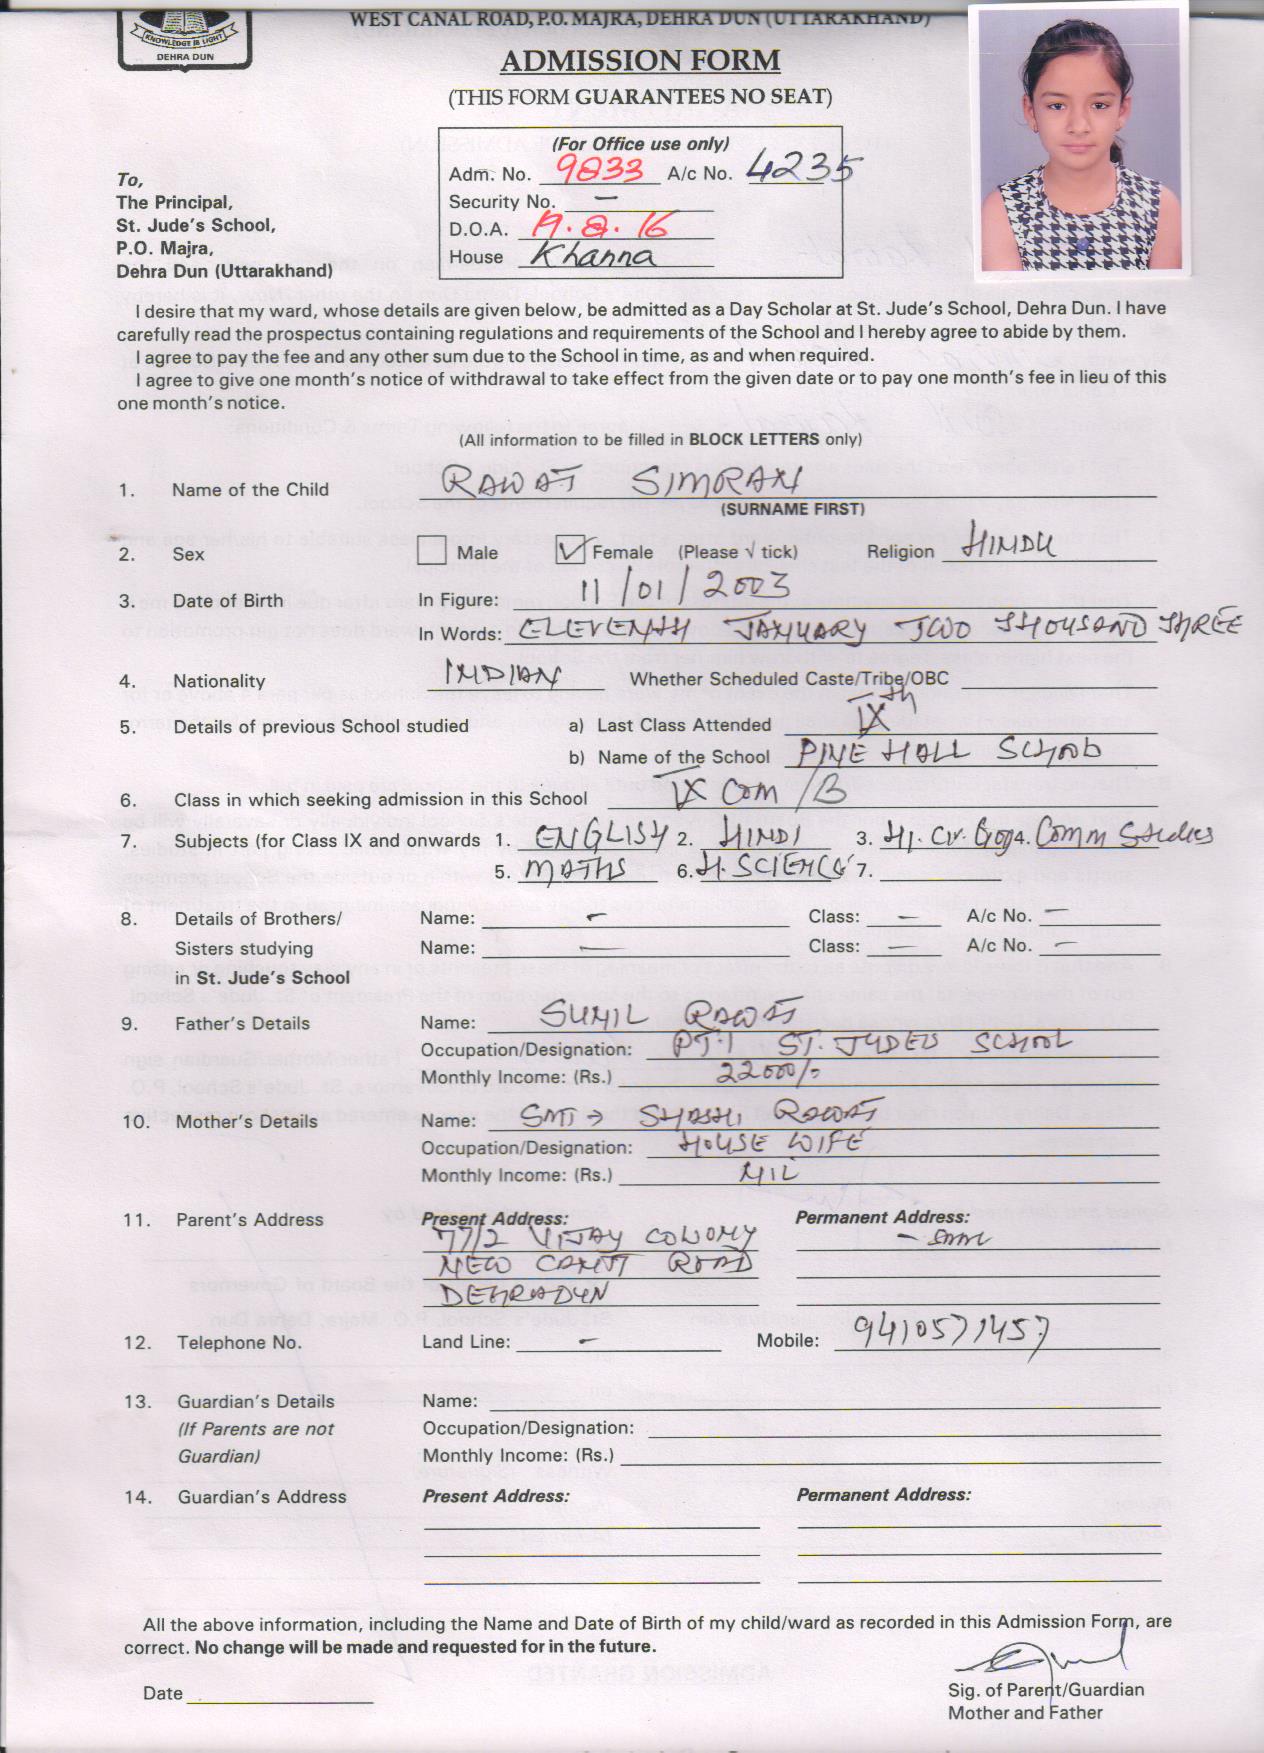 KNOWLEDGE IS LIGHT
DEHRA DUN
WEST CANAL ROAD, P.O. MAJRA, DEHRA DUN (UTTARAKHAND)
ADMISSION FORM
(THIS FORM GUARANTEES NO SEAT)
(For Office use only)
Adm. No. 9833 A/c No. 4235
Security No. —
D.O.A. 17.8.16
House Khanna
To,
The Principal,
St. Jude's School,
P.O. Majra,
Dehra Dun (Uttarakhand)
I desire that my ward, whose details are given below, be admitted as a Day Scholar at St. Jude's School, Dehra Dun. I have
carefully read the prospectus containing regulations and requirements of the School and I hereby agree to abide by them.
I agree to pay the fee and any other sum due to the School in time, as and when required.
I agree to give one month's notice of withdrawal to take effect from the given date or to pay one month's fee in lieu of this
one month's notice.
(All information to be filled in BLOCK LETTERS only)
1. Name of the Child RAWAT SIMRAN
(SURNAME FIRST)
2. Sex Male ✓ Female (Please √ tick) Religion HINDU
3. Date of Birth In Figure: 11/01/2003
In Words: ELEVENTH JANUARY TWO THOUSAND THREE
4. Nationality INDIAN Whether Scheduled Caste/Tribe/OBC
5. Details of previous School studied a) Last Class Attended IXth
b) Name of the School PINE HALL SCHOOL
6. Class in which seeking admission in this School IX Com /B
7. Subjects (for Class IX and onwards 1. ENGLISH 2. HINDI 3. H. Cv. Geog 4. Comm Studies
5. MATHS 6. H. SCIENCE 7.
8. Details of Brothers/ Name: — Class: — A/c No. —
Sisters studying Name: — Class: — A/c No. —
in St. Jude's School
9. Father's Details Name: SUNIL RAWAT
Occupation/Designation: PTI ST. JUDES SCHOOL
Monthly Income: (Rs.) 22000/-
10. Mother's Details Name: SMT → SHASHI RAWAT
Occupation/Designation: HOUSE WIFE
Monthly Income: (Rs.) NIL
11. Parent's Address Present Address: Permanent Address:
77/2 VIJAY COLONY — Same
NEW CANTT ROAD
DEHRADUN
12. Telephone No. Land Line: — Mobile: 9410571457
13. Guardian's Details Name:
(If Parents are not Occupation/Designation:
Guardian) Monthly Income: (Rs.)
14. Guardian's Address Present Address: Permanent Address:
All the above information, including the Name and Date of Birth of my child/ward as recorded in this Admission Form, are
correct. No change will be made and requested for in the future.
Date
Sig. of Parent/Guardian
Mother and Father